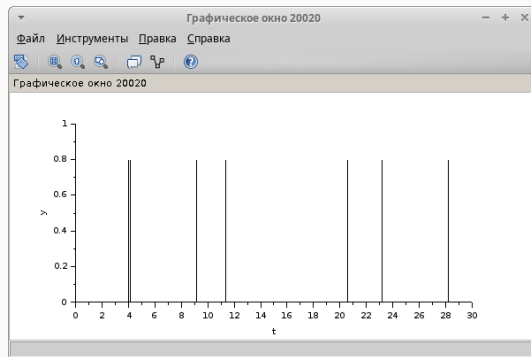 Графическое окно 20020
Файл Инструменты Правка Справка
Графическое окно 20020
1
0.8
0.6
0.4
0.2
0
y
0 2 4 6 8 10 12 14 16 18 20 22 24 26 28 30
t